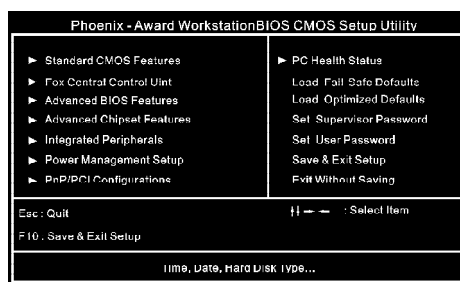 Phoenix - Award WorkstationBIOS CMOS Setup Utility
► Standard CMOS Features
► Fox Central Control Uint
► Advanced BIOS Features
► Advanced Chipset Features
► Integrated Peripherals
► Power Management Setup
► PnP/PCI Configurations
► PC Health Status
Load Fail Safe Defaults
Load Optimized Defaults
Set Supervisor Password
Set User Password
Save & Exit Setup
Exit Without Saving
Esc : Quit
F10 : Save & Exit Setup
↑↓ → ← : Select Item
Time, Date, Hard Disk Type...